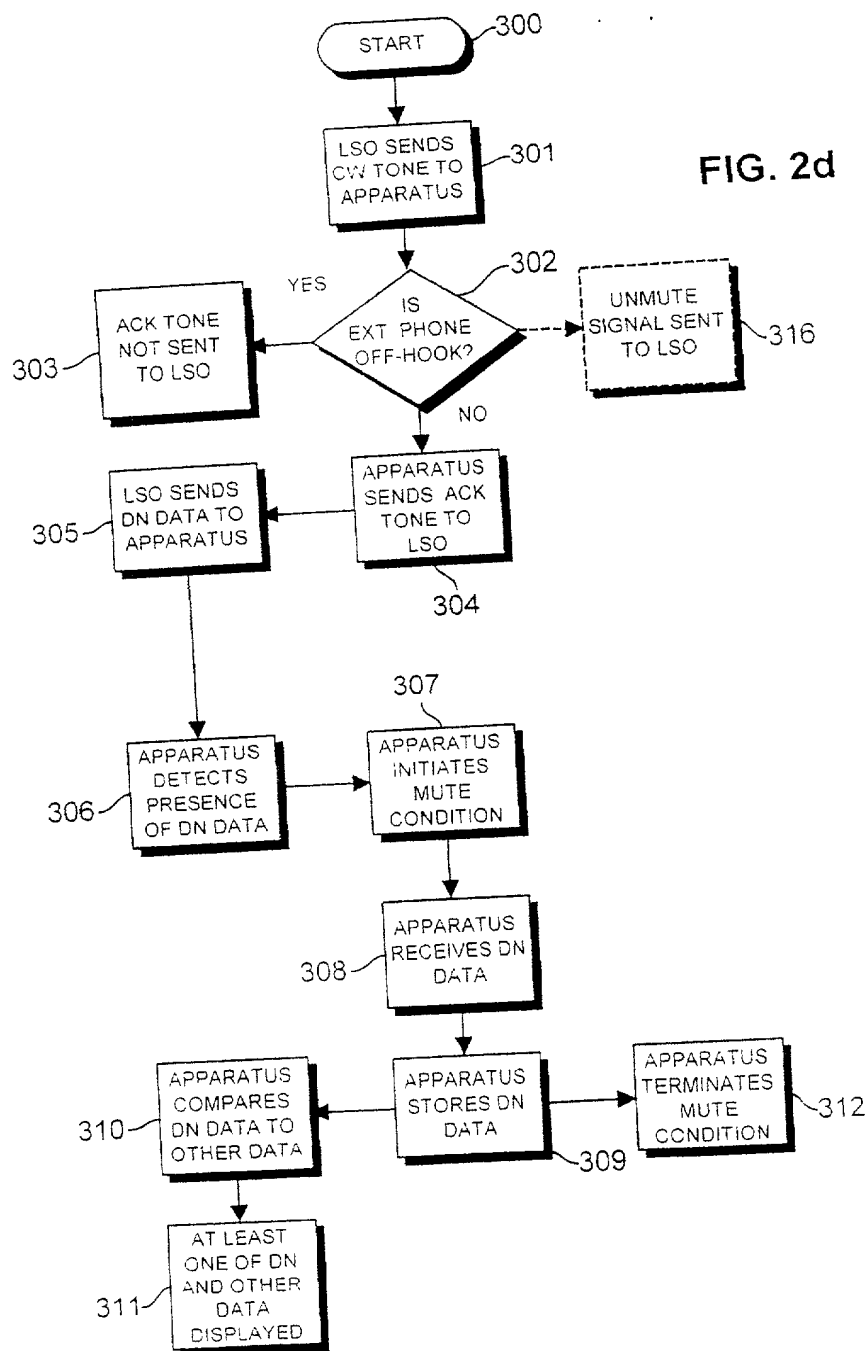 START
300
LSO SENDS
CW TONE TO
APPARATUS
301
FIG. 2d
302
YES
IS
EXT PHONE
OFF-HOOK?
UNMUTE
SIGNAL SENT
TO LSO
316
ACK TONE
NOT SENT
TO LSO
303
NO
LSO SENDS
DN DATA TO
APPARATUS
305
APPARATUS
SENDS ACK
TONE TO
LSO
304
307
APPARATUS
DETECTS
PRESENCE
OF DN DATA
306
APPARATUS
INITIATES
MUTE
CONDITION
APPARATUS
RECEIVES DN
DATA
308
APPARATUS
COMPARES
DN DATA TO
OTHER DATA
310
APPARATUS
STORES DN
DATA
309
APPARATUS
TERMINATES
MUTE
CONDITION
312
AT LEAST
ONE OF DN
AND OTHER
DATA
DISPLAYED
311